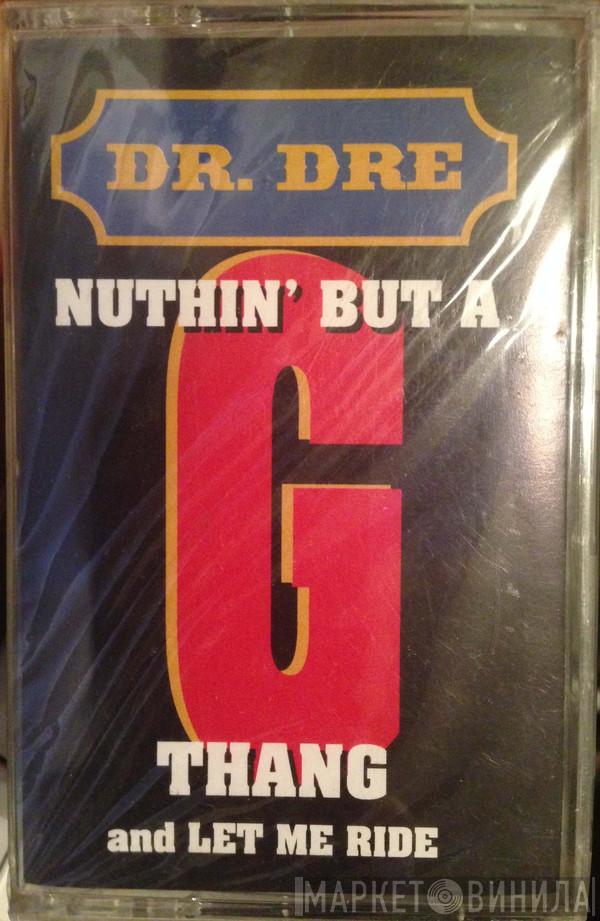 DR. DRE
NUTHIN' BUT A
G
THANG
and LET ME RIDE
МАРКЕТ ВИНИЛА